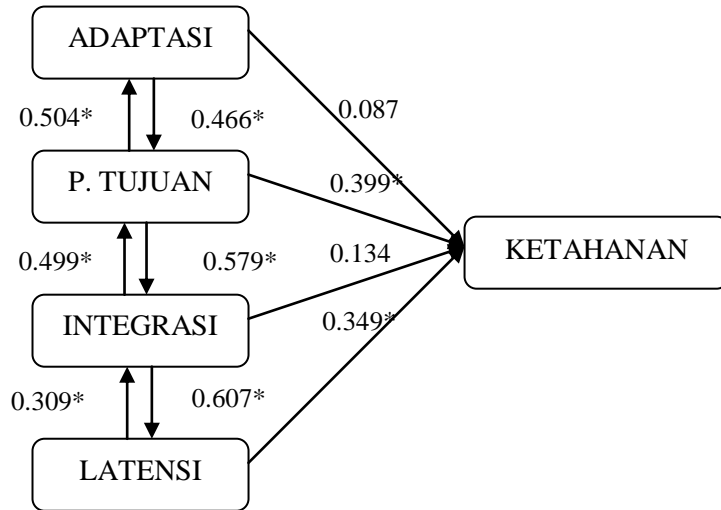 ADAPTASI
0.504*
0.466*
0.087
P. TUJUAN
0.399*
0.499*
0.579*
0.134
KETAHANAN
INTEGRASI
0.349*
0.309*
0.607*
LATENSI